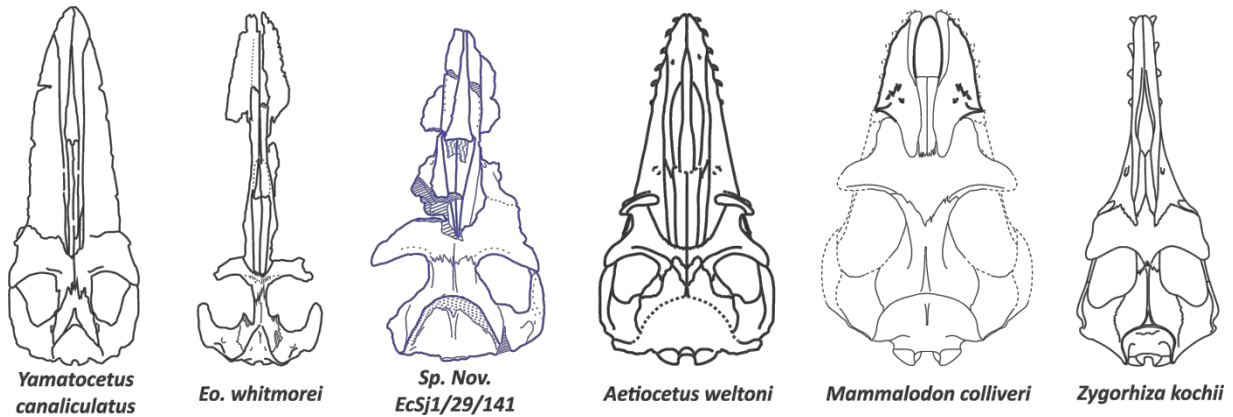 Yamatocetus
canaliculatus
Eo. whitmorei
Sp. Nov.
EcSj1/29/141
Aetiocetus weltoni
Mammalodon colliveri
Zygorhiza kochii